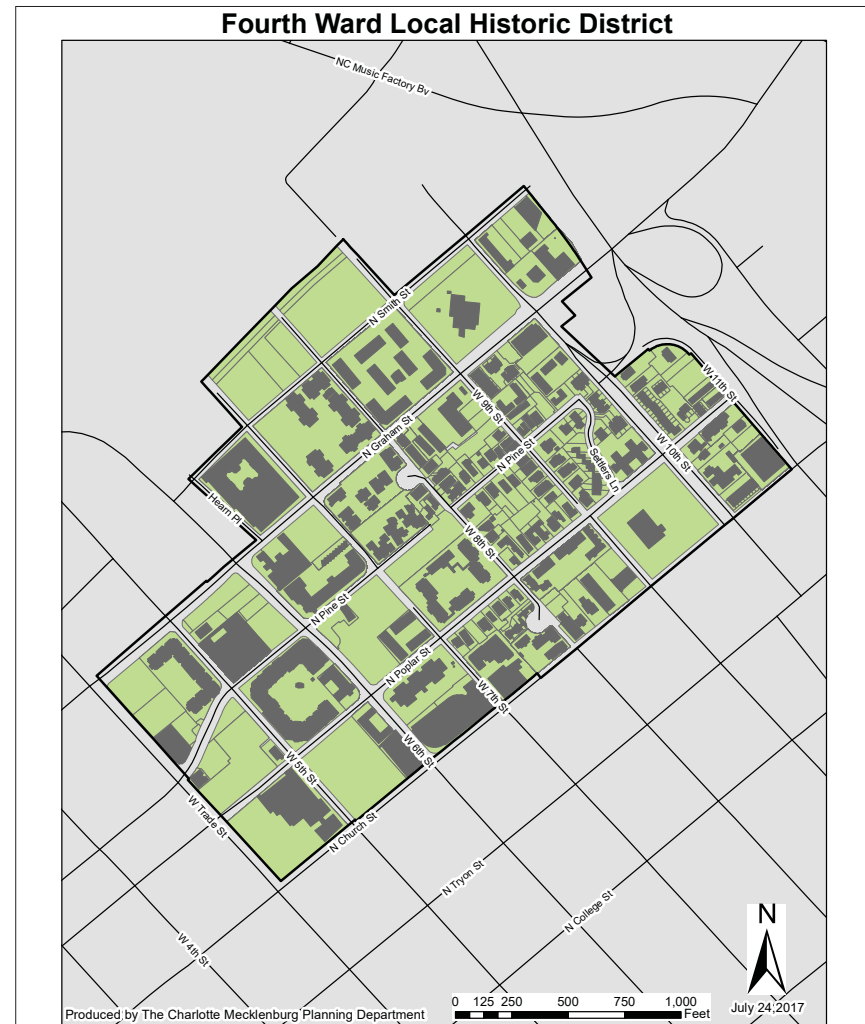 Fourth Ward Local Historic District
NC Music Factory Bv
N Smith St
W 11th St
W 9th St
N Graham St
N Pine St
W 10th St
Settlers Ln
Hearn Pl
W 8th St
N Pine St
N Poplar St
W 7th St
W 6th St
W 5th St
W Trade St
N Church St
N Tryon St
N College St
W 4th St
N
0 125 250 500 750 1,000
Feet
July 24,2017
Produced by The Charlotte Mecklenburg Planning Department